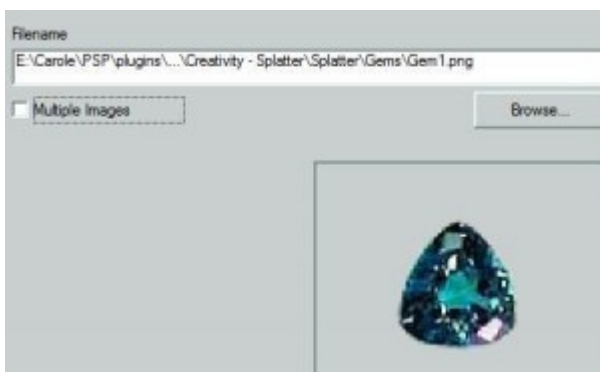 Filename
E:\Carole\PSP\plugins\...\Creativity - Splatter\Splatter\Gems\Gem1.png
Multiple Images
Browse...